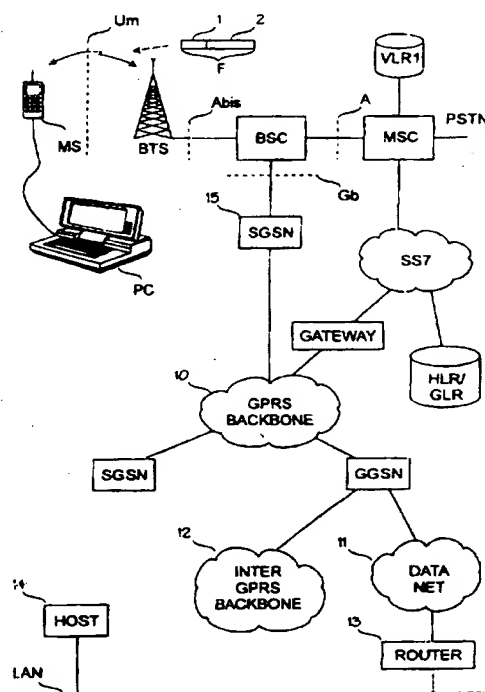 Um
1 2
F
VLR1
Abis
A
PSTN
MS
BTS
BSC
MSC
Gb
15
SGSN
PC
SS7
GATEWAY
10
GPRS
BACKBONE
HLR/
GLR
SGSN
GGSN
12
INTER
GPRS
BACKBONE
11
DATA
NET
14
HOST
13
ROUTER
LAN